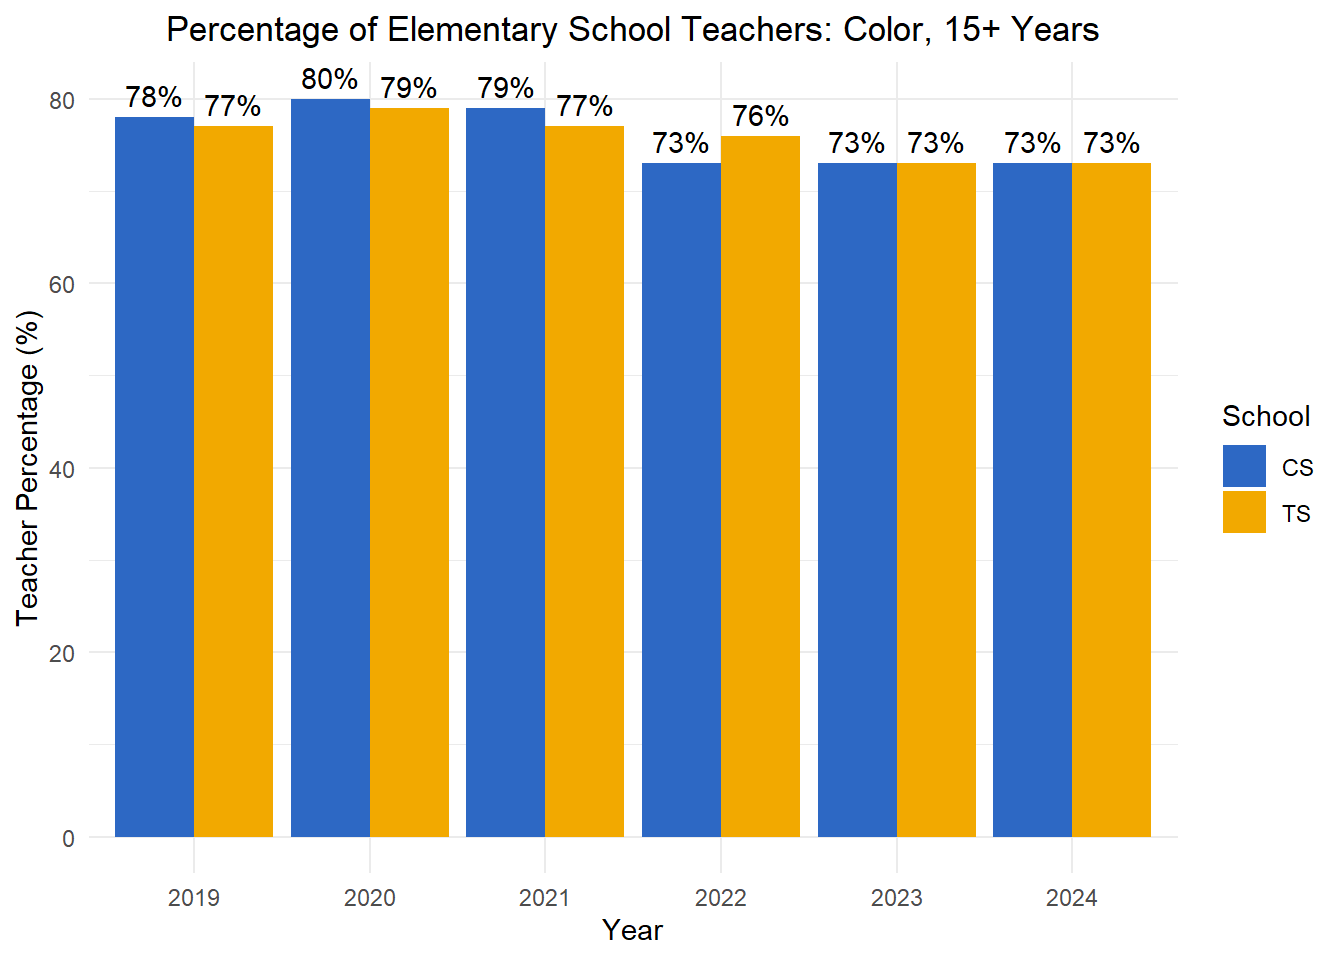 Percentage of Elementary School Teachers: Color, 15+ Years
78% 77% 80% 79% 79% 77% 73% 76% 73% 73% 73% 73%
80
60
40
20
0
Teacher Percentage (%)
2019 2020 2021 2022 2023 2024
Year
School
CS
TS